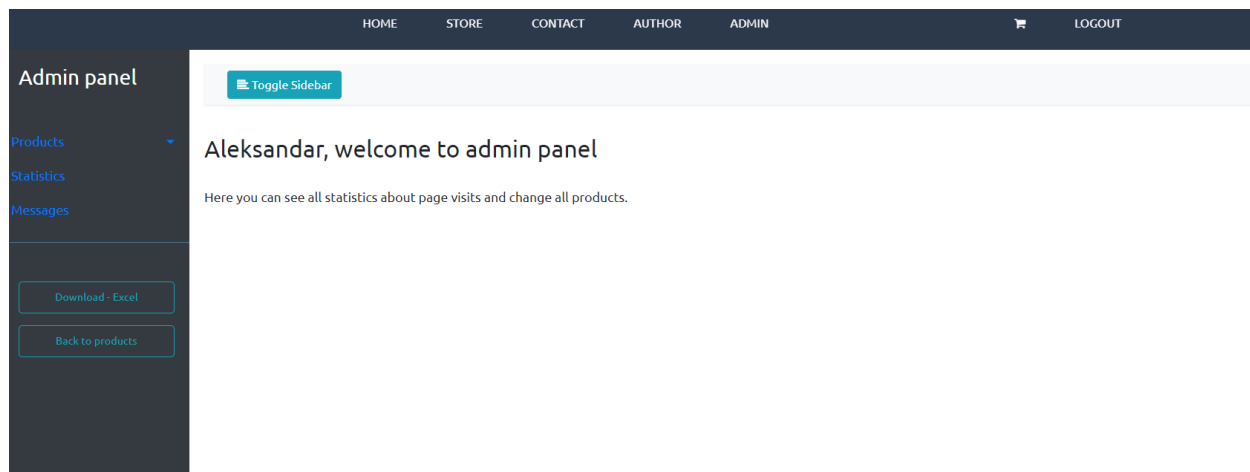 HOME STORE CONTACT AUTHOR ADMIN LOGOUT
Admin panel
Products
Statistics
Messages
Download - Excel
Back to products
Toggle Sidebar
Aleksandar, welcome to admin panel
Here you can see all statistics about page visits and change all products.